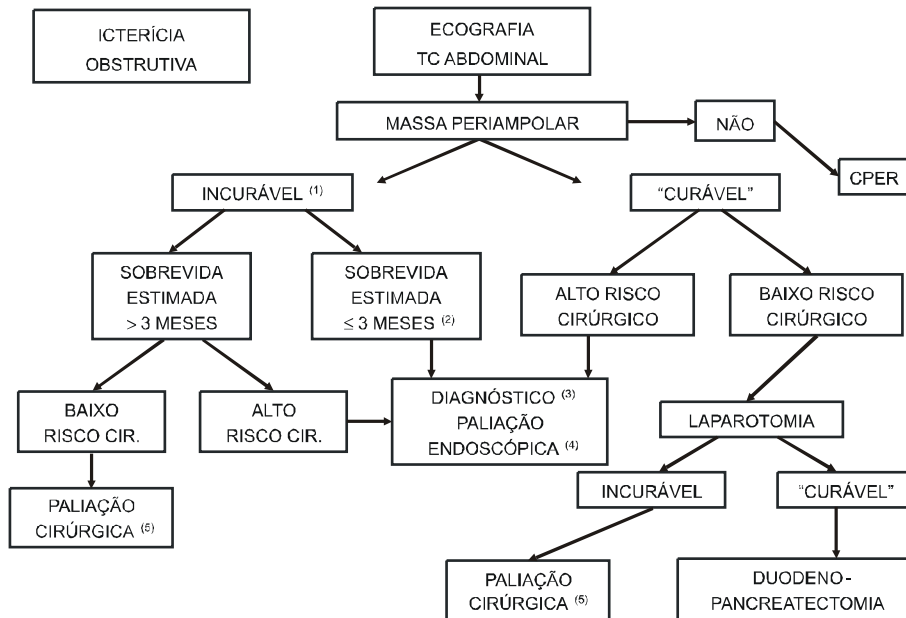 ICTERÍCIA
OBSTRUTIVA
ECOGRAFIA
TC ABDOMINAL
MASSA PERIAMPOLAR
NÃO
CPER
INCURÁVEL (1)
“CURÁVEL”
SOBREVIDA
ESTIMADA
> 3 MESES
SOBREVIDA
ESTIMADA
≤ 3 MESES (2)
ALTO RISCO
CIRÚRGICO
BAIXO RISCO
CIRÚRGICO
BAIXO
RISCO CIR.
ALTO
RISCO CIR.
DIAGNÓSTICO (3)
PALIAÇÃO
ENDOSCÓPICA (4)
LAPAROTOMIA
PALIAÇÃO
CIRÚRGICA (5)
INCURÁVEL
“CURÁVEL”
PALIAÇÃO
CIRÚRGICA (5)
DUODENO-
PANCREATECTOMIA